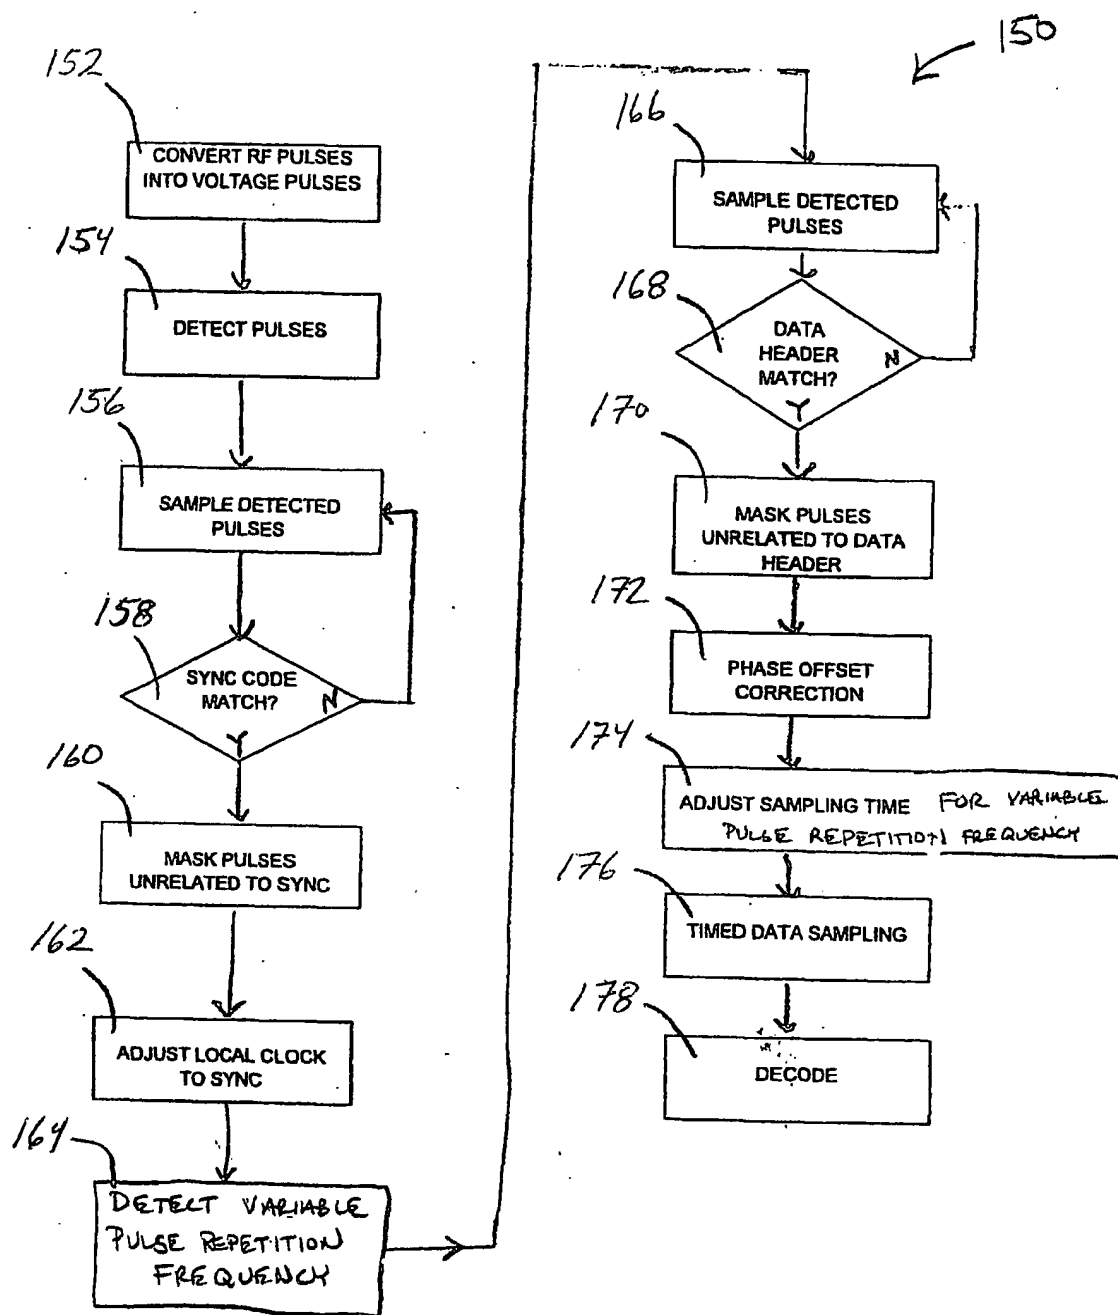 150
152
CONVERT RF PULSES
INTO VOLTAGE PULSES
154
DETECT PULSES
156
SAMPLE DETECTED
PULSES
158
SYNC CODE
MATCH?
N
Y
160
MASK PULSES
UNRELATED TO SYNC
162
ADJUST LOCAL CLOCK
TO SYNC
164
DETECT VARIABLE
PULSE REPETITION
FREQUENCY
166
SAMPLE DETECTED
PULSES
168
DATA
HEADER
MATCH?
N
Y
170
MASK PULSES
UNRELATED TO DATA
HEADER
172
PHASE OFFSET
CORRECTION
174
ADJUST SAMPLING TIME FOR VARIABLE
PULSE REPETITION FREQUENCY
176
TIMED DATA SAMPLING
178
DECODE